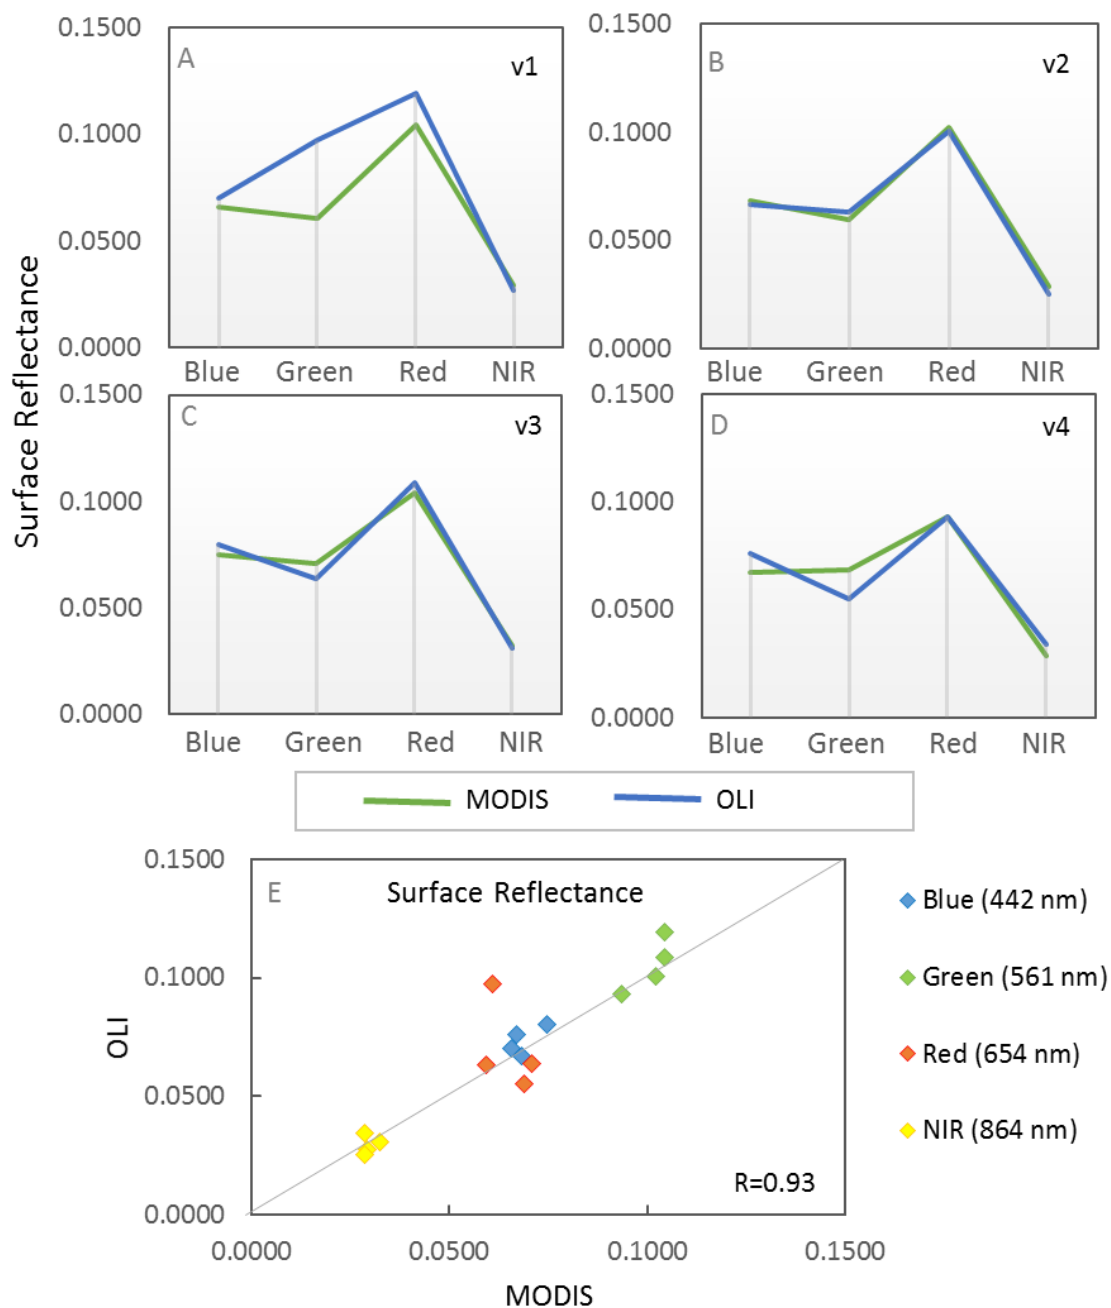 0.1500
0.1000
0.0500
0.0000
A
v1
Blue Green Red NIR
0.1500
0.1000
0.0500
0.0000
B
v2
Blue Green Red NIR
Surface Reflectance
0.1500
0.1000
0.0500
0.0000
C
v3
Blue Green Red NIR
0.1500
0.1000
0.0500
0.0000
D
v4
Blue Green Red NIR
MODIS OLI
0.1500
0.1000
0.0500
0.0000
OLI
E
Surface Reflectance
R=0.93
0.0000 0.0500 0.1000 0.1500
MODIS
Blue (442 nm)
Green (561 nm)
Red (654 nm)
NIR (864 nm)